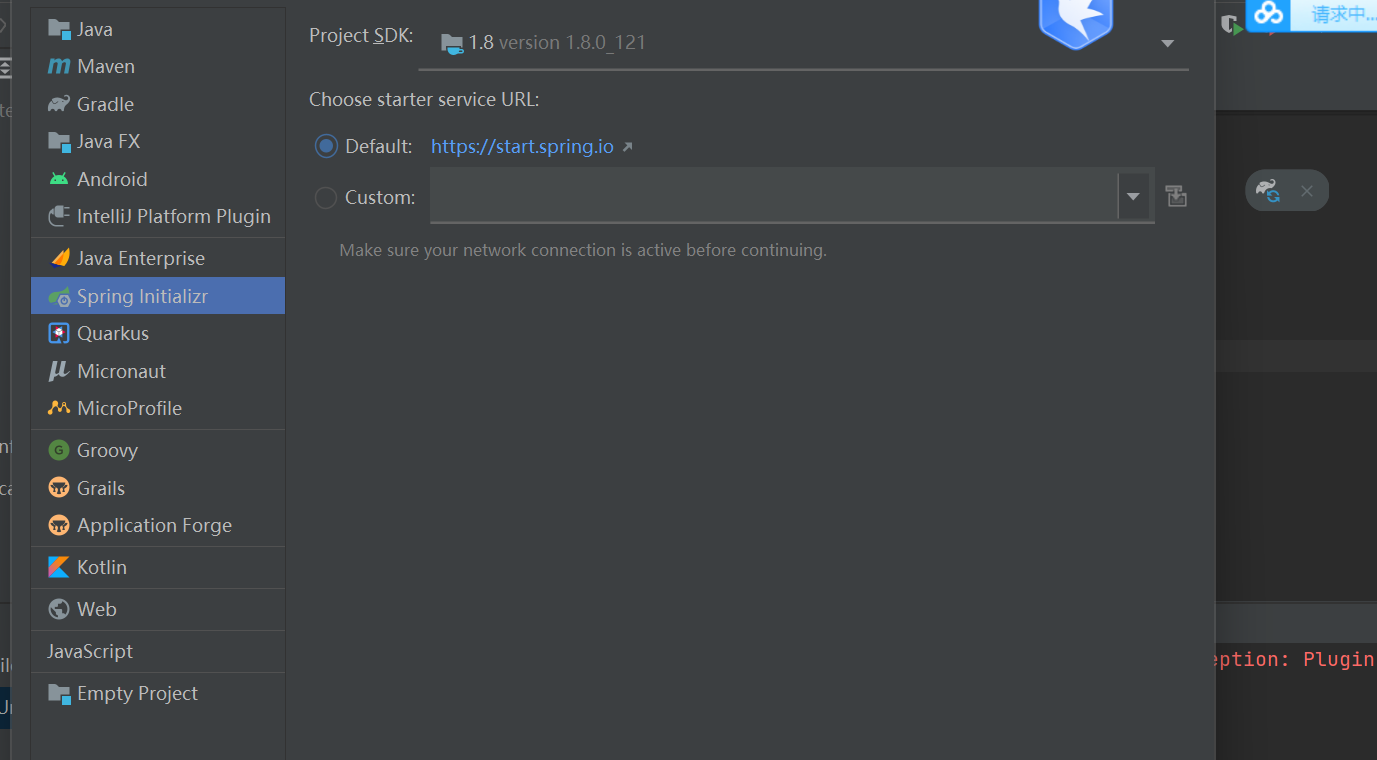 Java
Maven
Gradle
Java FX
Android
IntelliJ Platform Plugin
Java Enterprise
Spring Initializr
Quarkus
Micronaut
MicroProfile
Groovy
Grails
Application Forge
Kotlin
Web
JavaScript
Empty Project
Project SDK: 1.8 version 1.8.0_121
Choose starter service URL:
Default: https://start.spring.io
Custom:
Make sure your network connection is active before continuing.
请求中...
eption: Plugin